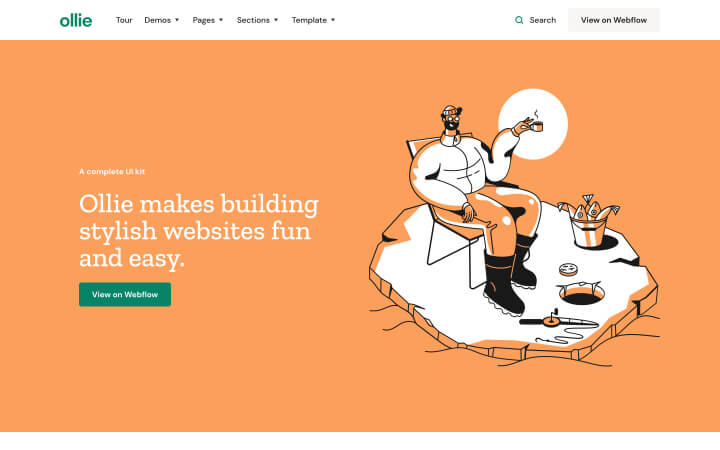 ollie
Tour
Demos
Pages
Sections
Template
Search
View on Webflow
A complete UI kit
Ollie makes building
stylish websites fun
and easy.
View on Webflow